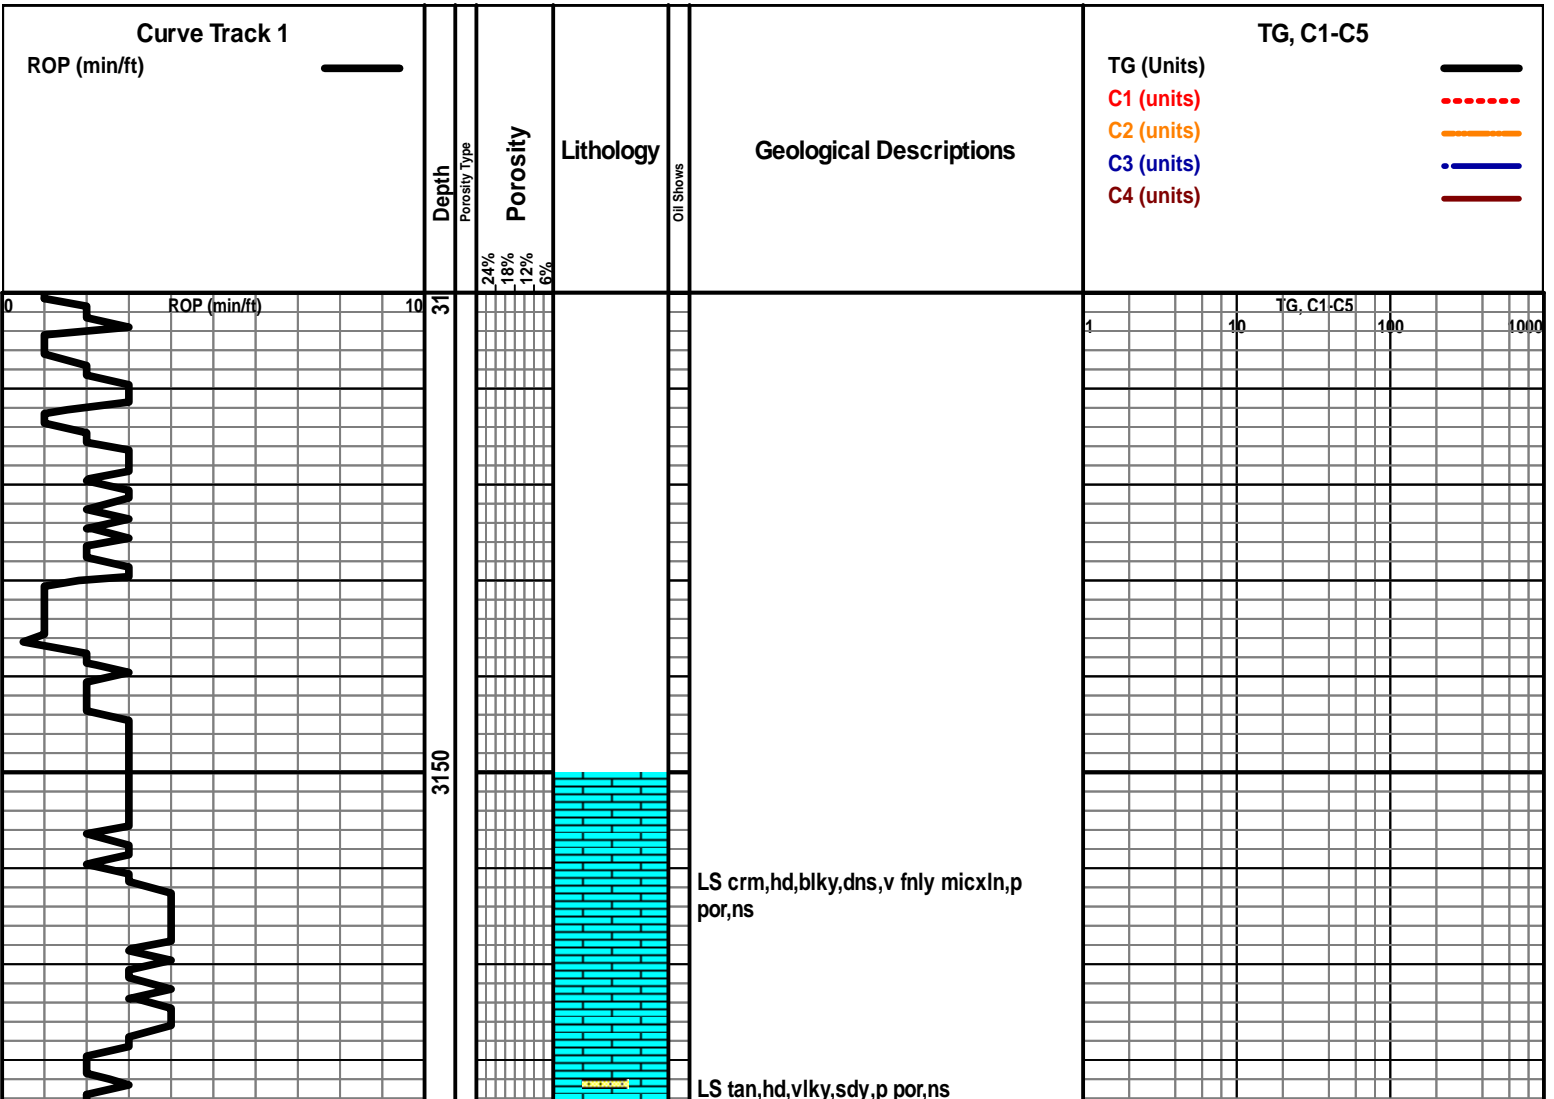 Curve Track 1
ROP (min/ft)
Depth
Porosity Type
Porosity
24%
18%
12%
6%
Lithology
Oil Shows
Geological Descriptions
TG, C1-C5
TG (Units)
C1 (units)
C2 (units)
C3 (units)
C4 (units)
0 ROP (min/ft) 10
31
TG, C1-C5
1 10 100 1000
3150
LS crm,hd,blky,dns,v fnly micxln,p
por,ns
LS tan,hd,vlky,sdy,p por,ns